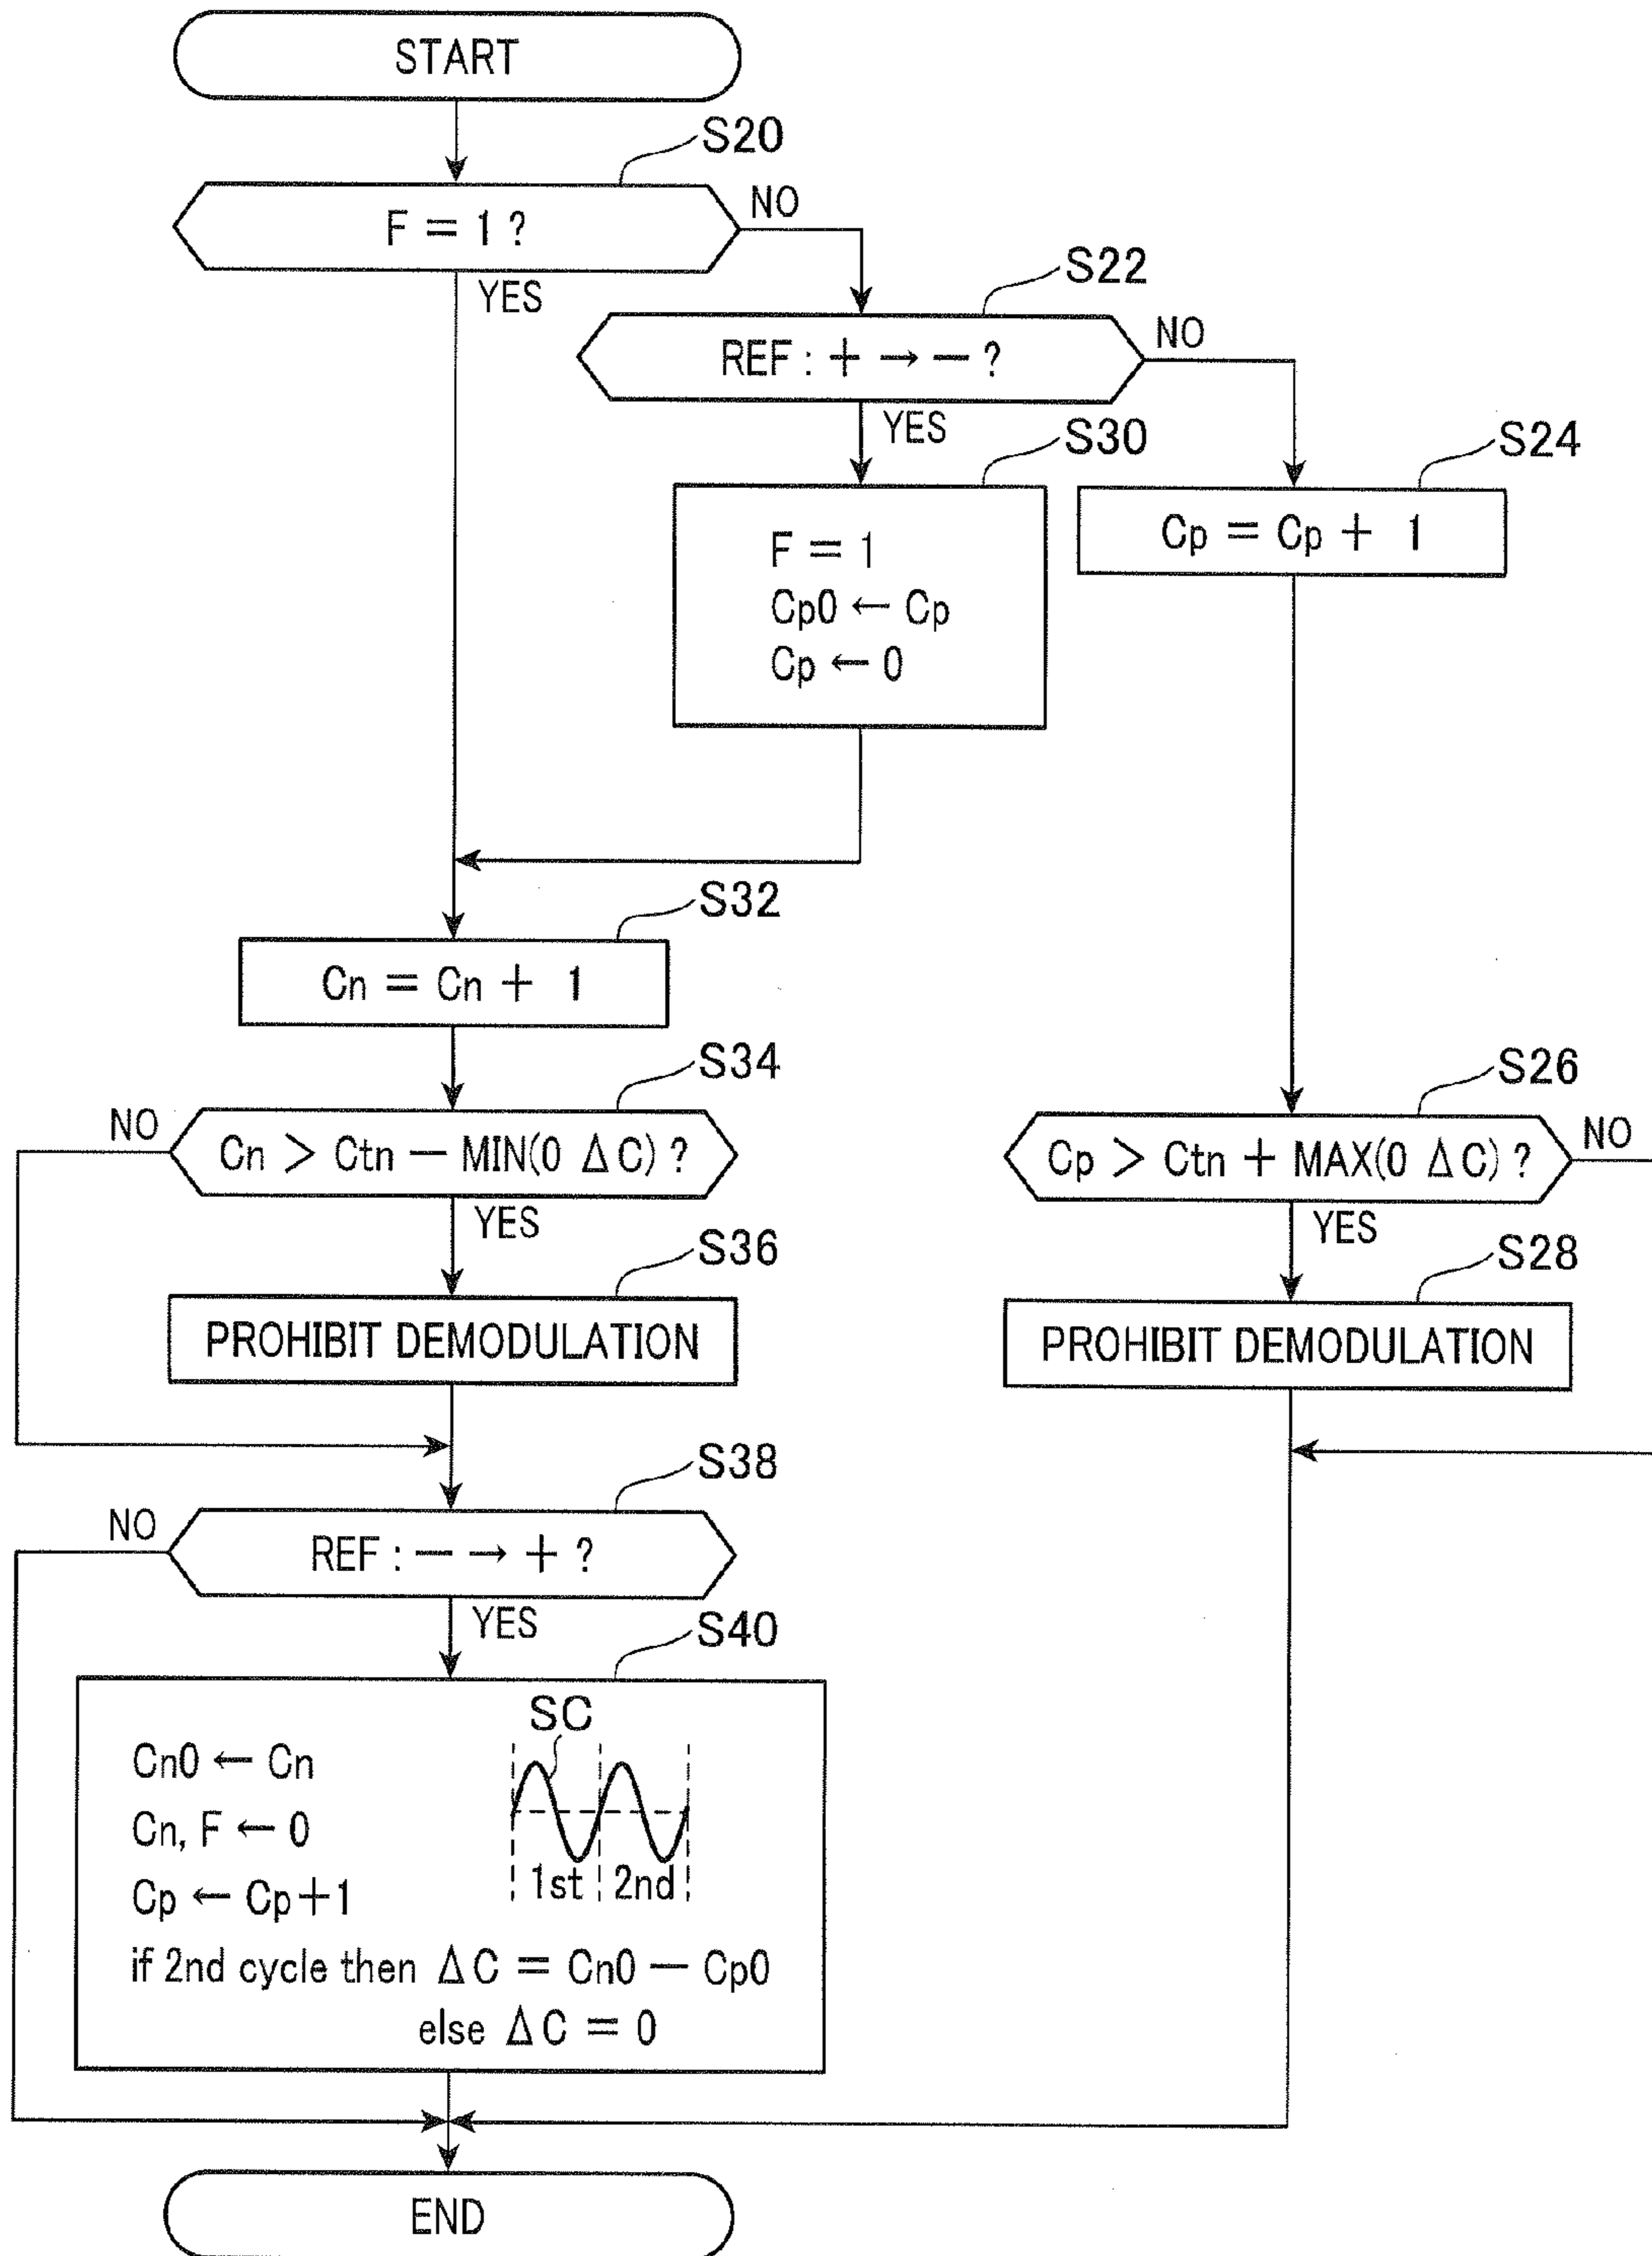 START
S20
F = 1 ?
NO
YES
S22
REF : + → − ?
NO
YES
S30
F = 1
Cp0 ← Cp
Cp ← 0
S24
Cp = Cp + 1
S32
Cn = Cn + 1
S34
NO
Cn > Ctn − MIN(0 ΔC) ?
YES
S26
Cp > Ctn + MAX(0 ΔC) ?
NO
YES
S36
PROHIBIT DEMODULATION
S28
PROHIBIT DEMODULATION
S38
NO
REF : − → + ?
YES
S40
Cn0 ← Cn
Cn, F ← 0
Cp ← Cp+1
SC
1st 2nd
if 2nd cycle then ΔC = Cn0 − Cp0
else ΔC = 0
END